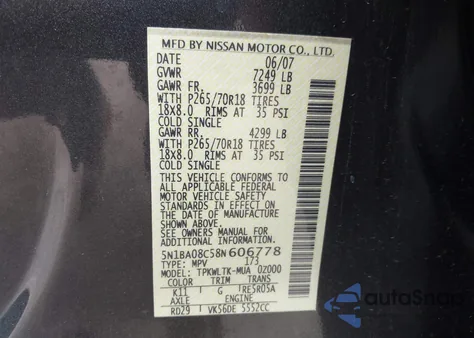 MFD BY NISSAN MOTOR CO., LTD.
06/07
GVWR 7249 LB
GAWR FR. 3699 LB
WITH P265/70R18 TIRES
18X8.0 RIMS AT 35 PSI
COLD SINGLE
GAWR RR. 4299 LB
WITH P265/70R18 TIRES
18X8.0 RIMS AT 35 PSI
COLD SINGLE
THIS VEHICLE CONFORMS TO
ALL APPLICABLE FEDERAL
MOTOR VEHICLE SAFETY
STANDARDS IN EFFECT ON THE
DATE OF MANUFACTURE
SEE OWNERS MANUAL / ADDITIONAL INFO.
5N1BA08C58N606778
TYPE: MPV 173
MODEL: TPKWLTK-MUA 0Z000
COLOR TRIM TRANS
K11 G RE5R05A
AXLE ENGINE
RD29 VK56DE 5552CC
AutoSnap